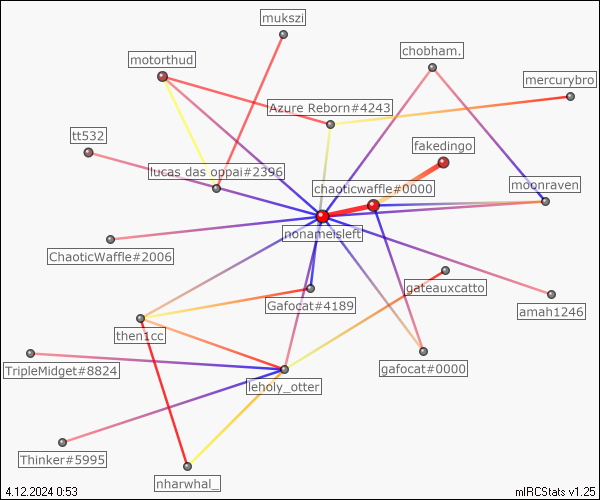 mukszi
motorthud
chobham.
mercurybro
Azure Reborn#4243
tt532
fakedingo
lucas das oppai#2396
chaoticwaffle#0000
moonraven
nonameisleft
ChaoticWaffle#2006
gateauxcatto
Gafocat#4189
amah1246
then1cc
TripleMidget#8824
gafocat#0000
leholy_otter
Thinker#5995
nharwhal_
4.12.2024 0:53
mIRCStats v1.25